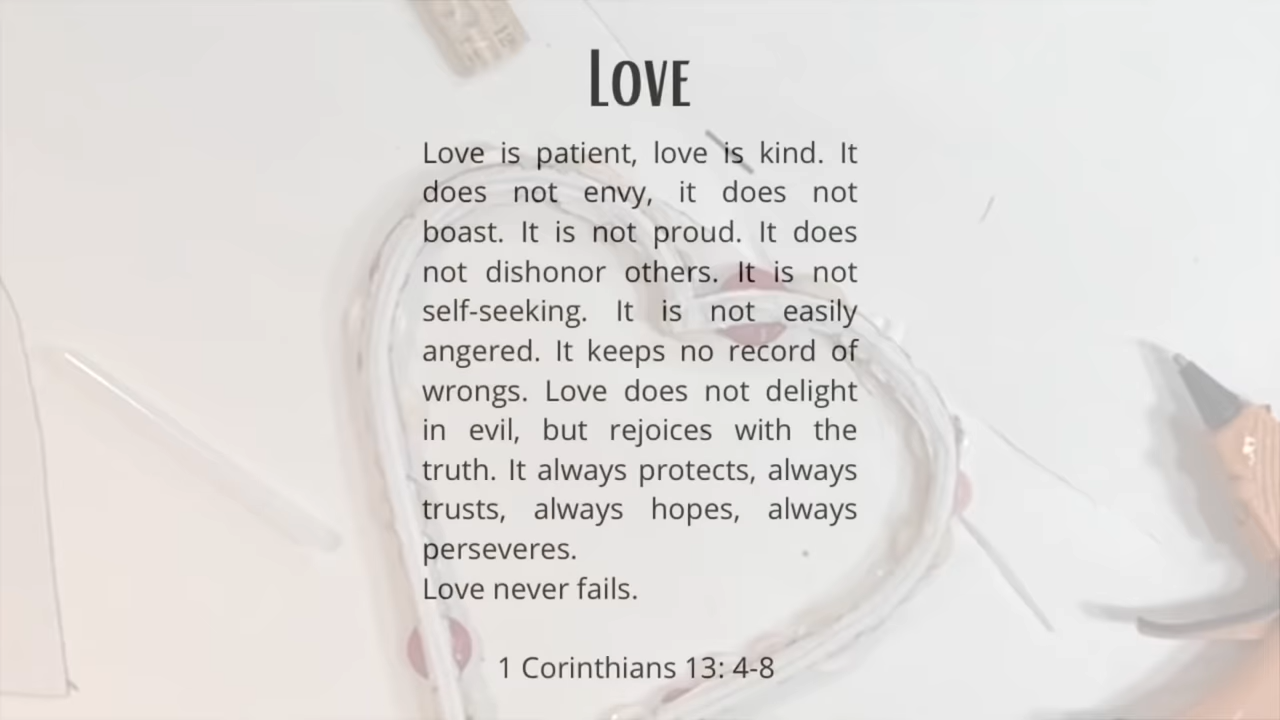 Love
Love is patient, love is kind. It
does not envy, it does not
boast. It is not proud. It does
not dishonor others. It is not
self-seeking. It is not easily
angered. It keeps no record of
wrongs. Love does not delight
in evil, but rejoices with the
truth. It always protects, always
trusts, always hopes, always
perseveres.
Love never fails.
1 Corinthians 13: 4-8